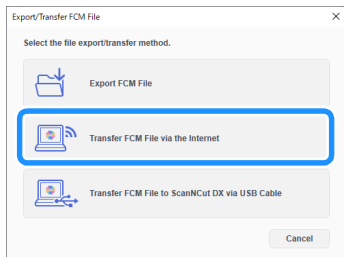 Export/Transfer FCM File
Select the file export/transfer method.
Export FCM File
Transfer FCM File via the Internet
Transfer FCM File to ScanNCut DX via USB Cable
Cancel